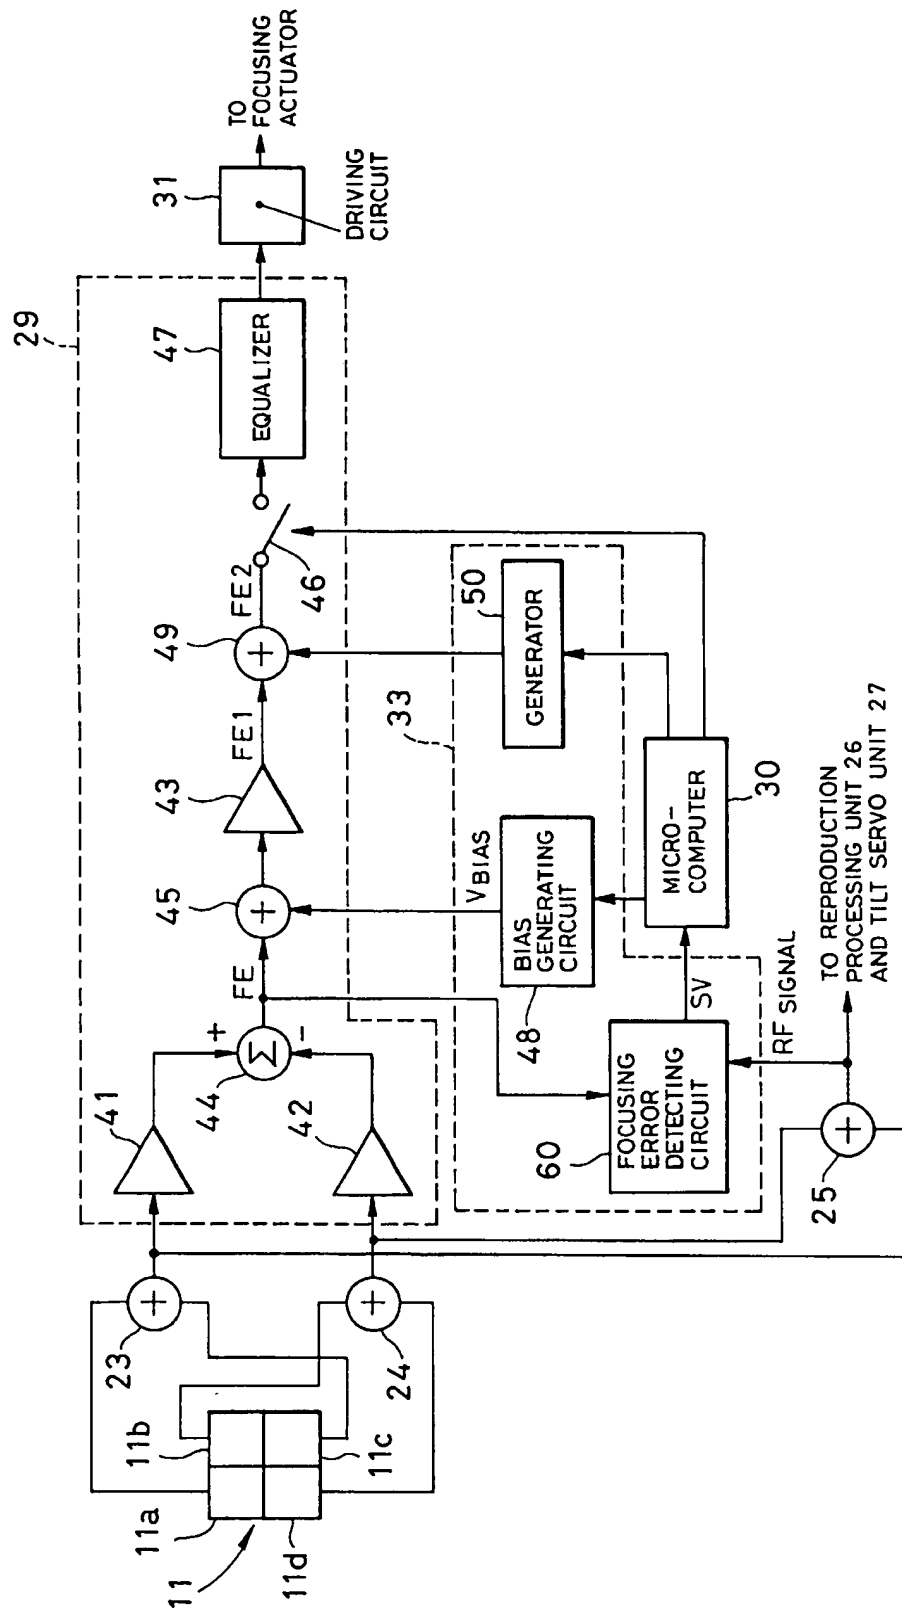 29
31
TO
FOCUSING
ACTUATOR
DRIVING
CIRCUIT
47
EQUALIZER
46
FE2
49
FE1
43
45
FE
+
-
Σ
44
41
42
33
50
GENERATOR
VBIAS
BIAS
GENERATING
CIRCUIT
48
MICRO-
COMPUTER
30
SV
FOCUSING
ERROR
DETECTING
CIRCUIT
60
RF SIGNAL
TO REPRODUCTION
PROCESSING UNIT 26
AND TILT SERVO UNIT 27
25
23
24
11a
11b
11c
11d
11
+
+
+
+
+